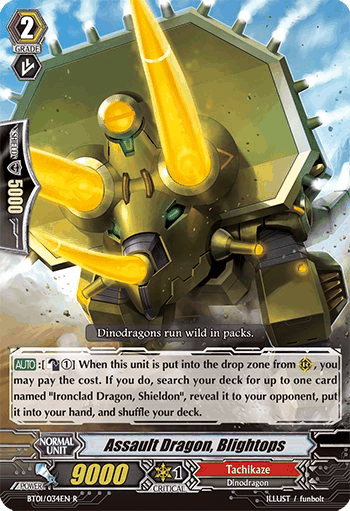 2
GRADE
SHIELD
5000
Dinodragons run wild in packs.
AUTO:[①] When this unit is put into the drop zone from , you
may pay the cost. If you do, search your deck for up to one card
named "Ironclad Dragon, Shieldon", reveal it to your opponent, put
it into your hand, and shuffle your deck.
NORMAL
UNIT
Assault Dragon, Blightops
POWER
9000
1
CRITICAL
Tachikaze
Dinodragon
BT01/034EN R
ILLUST / funbolt